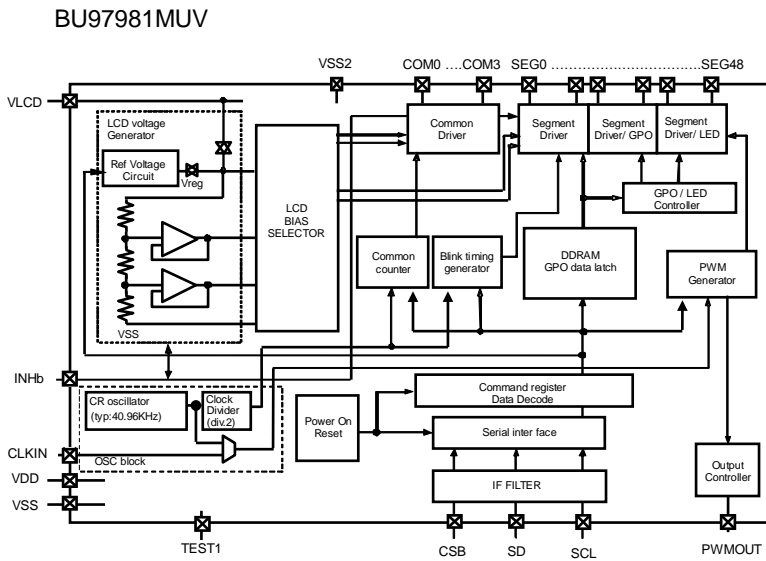 BU97981MUV
VSS2
COM0 ....COM3
SEG0 ........................SEG48
VLCD
LCD voltage
Generator
Ref Voltage
Circuit
Vreg
VSS
LCD
BIAS
SELECTOR
Common
Driver
Segment
Driver
Segment
Driver/ GPO
Segment
Driver/ LED
GPO / LED
Controller
Common
counter
Blink timing
generator
DDRAM
GPO data latch
PWM
Generator
INHb
CR oscillator
(typ:40.96KHz)
Clock
Divider
(div.2)
OSC block
Power On
Reset
Command register
Data Decode
Serial inter face
IF FILTER
Output
Controller
CLKIN
VDD
VSS
TEST1
CSB
SD
SCL
PWMOUT